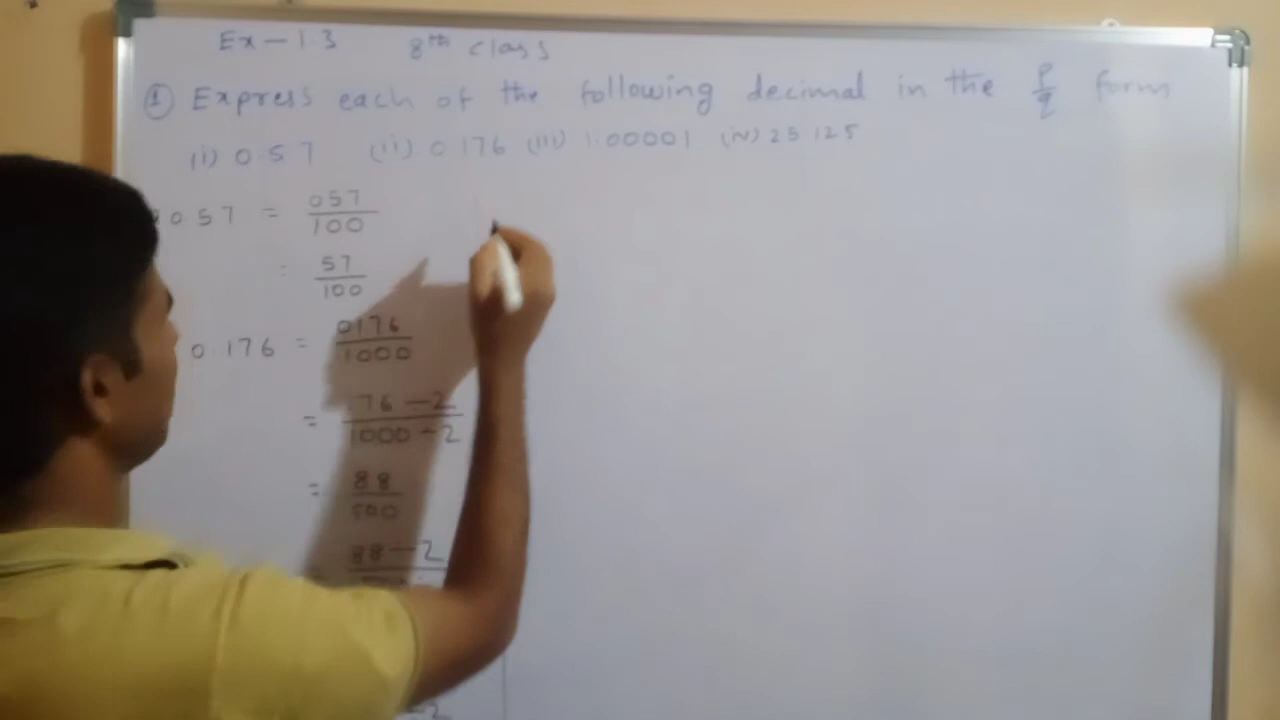 Ex – 1.3 8th class
① Express each of the following decimal in the p/q form
(i) 0.57 (ii) 0.176 (iii) 1.00001 (iv) 25.125
0.57 = 057/100
= 57/100
0.176 = 0176/1000
= 176 – 2/1000 – 2
= 88/500
88 – 2
– 2